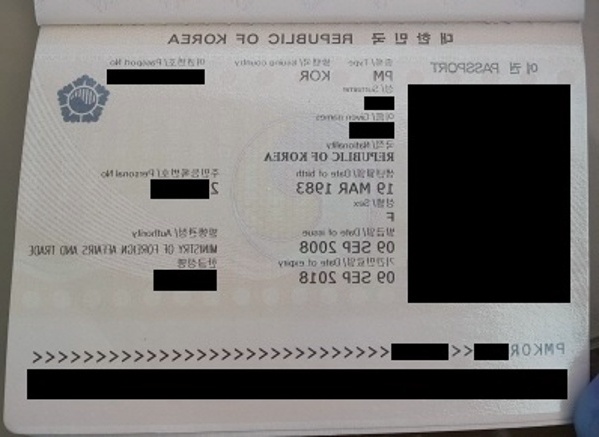 대한민국 REPUBLIC OF KOREA
여권 PASSPORT
종류/Type 발행국/Issuing country 여권번호/Passport No
PM KOR
성/Surname
이름/Given names
국적/Nationality
REPUBLIC OF KOREA
생년월일/Date of birth 주민등록번호/Personal No
19 MAR 1983 2
성별/Sex
F
발급일/Date of issue 발행관청/Authority
09 SEP 2008 MINISTRY OF FOREIGN AFFAIRS AND TRADE
기간만료일/Date of expiry 한글성명
09 SEP 2018
PMKOR <<<<<<<<<<<<<<<<<<<<<<<<<<<<<<<<<